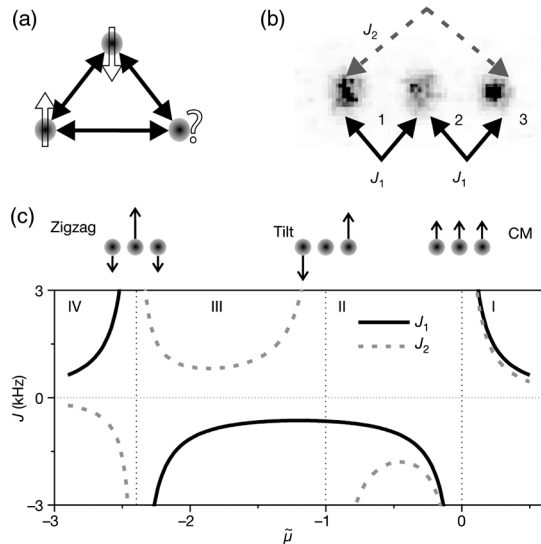 (a)
?
(b)
J₂
1
2
3
J₁
J₁
(c)
Zigzag
Tilt
CM
IV
III
II
I
J₁
J₂
J (kHz)
3
0
−3
−3
−2
−1
0
μ̃